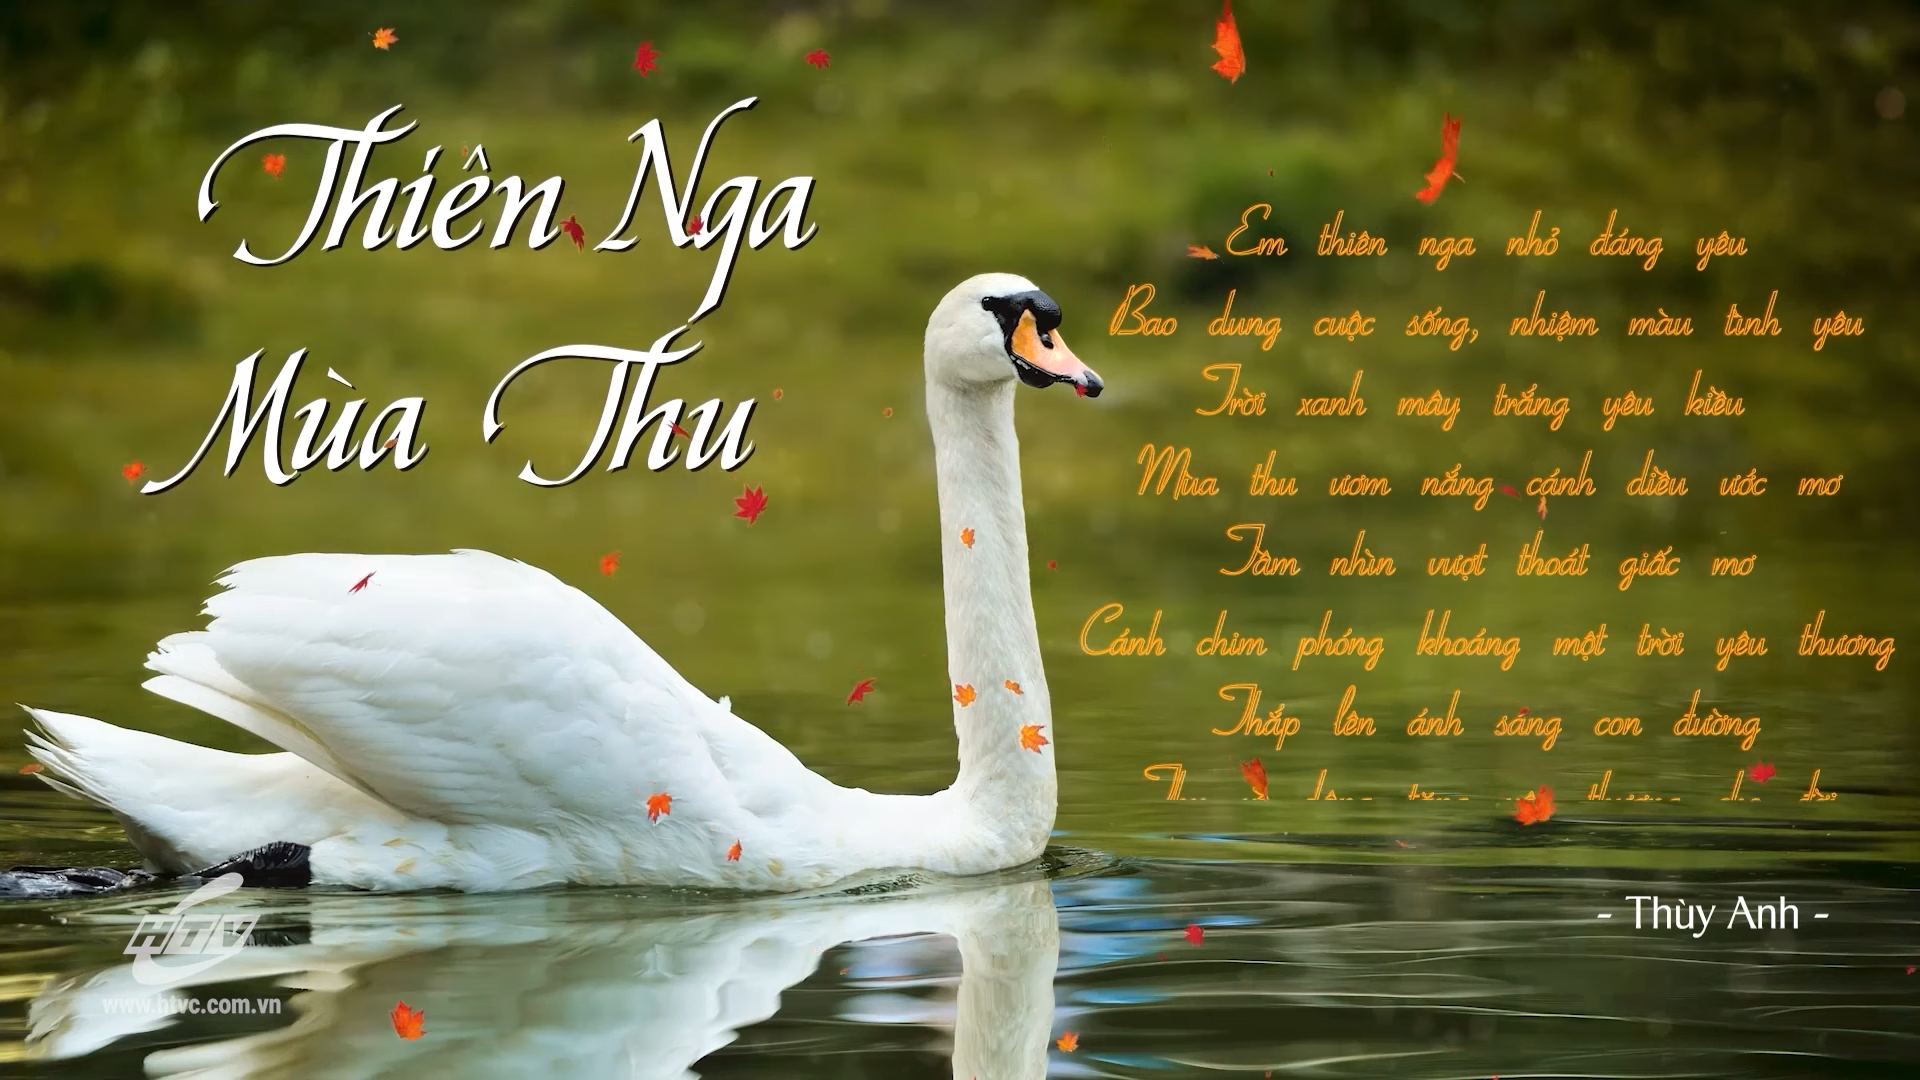 Thiên Nga
Mùa Thu
Em thiên nga nhỏ đáng yêu
Bao dung cuộc sống, nhiệm màu tình yêu
Trời xanh mây trắng yêu kiều
Mùa thu ươm nắng cánh diều ước mơ
Tầm nhìn vượt thoát giấc mơ
Cánh chim phóng khoáng một trời yêu thương
Thắp lên ánh sáng con đường
- Thùy Anh -
HTV
www.htvc.com.vn